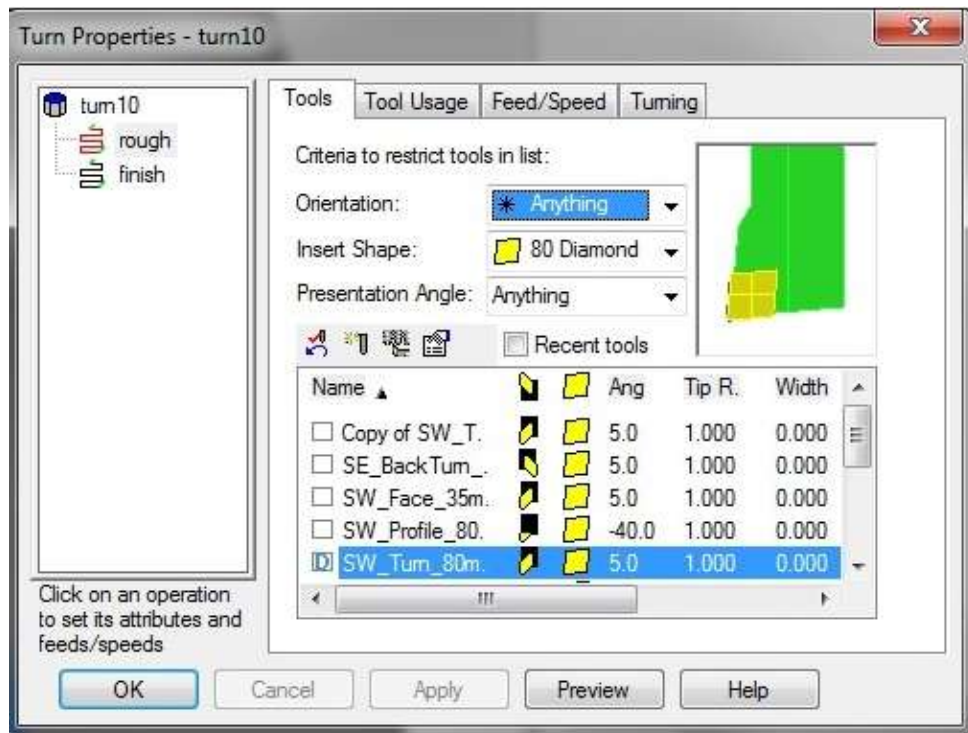 Turn Properties - turn10
turn10
rough
finish
Click on an operation
to set its attributes and
feeds/speeds
Tools Tool Usage Feed/Speed Turning
Criteria to restrict tools in list:
Orientation: Anything
Insert Shape: 80 Diamond
Presentation Angle: Anything
Recent tools
Name Ang Tip R. Width
Copy of SW_T. 5.0 1.000 0.000
SE_BackTurn_. 5.0 1.000 0.000
SW_Face_35m. 5.0 1.000 0.000
SW_Profile_80. -40.0 1.000 0.000
D SW_Turn_80m. 5.0 1.000 0.000
OK Cancel Apply Preview Help